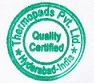 Thermopads Pvt. Ltd.
Quality
Certified
Hyderabad-India